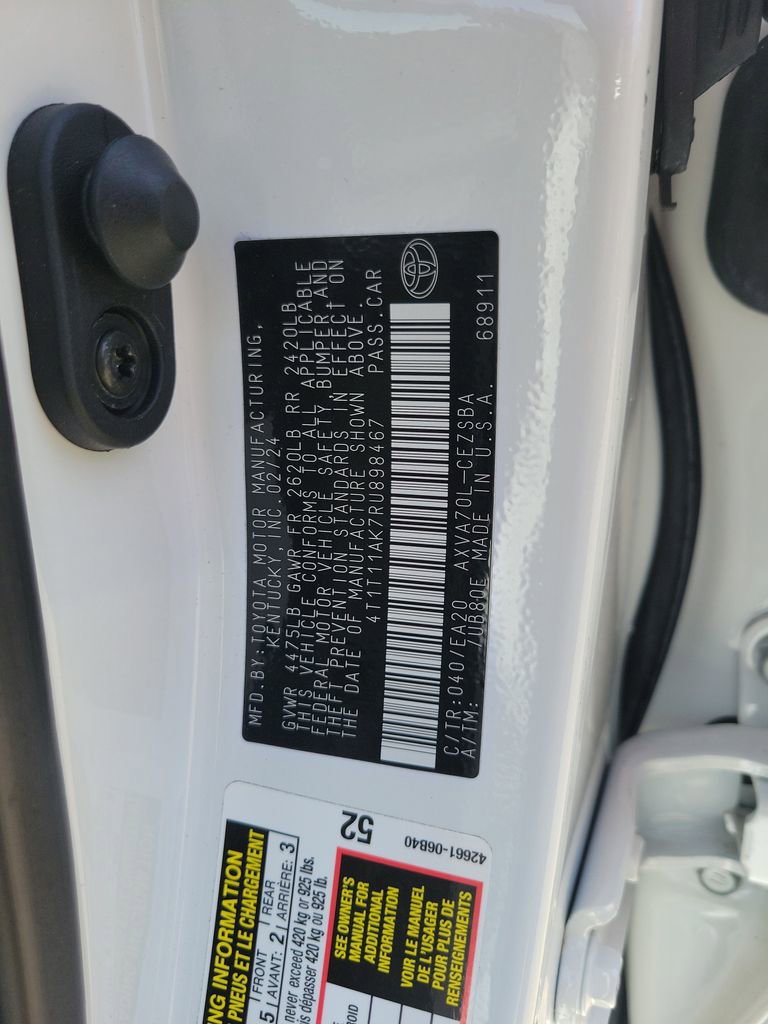 MFD.BY:TOYOTA MOTOR MANUFACTURING,
KENTUCKY, INC.02/24
GVWR 4475LB GAWR FR 2620LB RR 2420LB
THIS VEHICLE CONFORMS TO ALL APPLICABLE
FEDERAL MOTOR VEHICLE SAFETY, BUMPER AND
THEFT PREVENTION STANDARDS IN EFFECT ON
THE DATE OF MANUFACTURE SHOWN ABOVE.
4T1T11AK7RU898467 PASS.CAR
C/TR:040/EA20 AXVA70L-CEZSBA
A/TM: /UB80E MADE IN U.S.A. 68911
NG INFORMATION
PNEUS ET LE CHARGEMENT
5 FRONT REAR
AVANT: 2 ARRIÈRE: 3
never exceed 420 kg or 925 lbs.
dépasser 420 kg ou 925 lb.
52
42661-06B40
SEE OWNER'S
MANUAL FOR
ADDITIONAL
INFORMATION
VOIR LE MANUEL
DE L'USAGER
POUR PLUS DE
RENSEIGNEMENTS